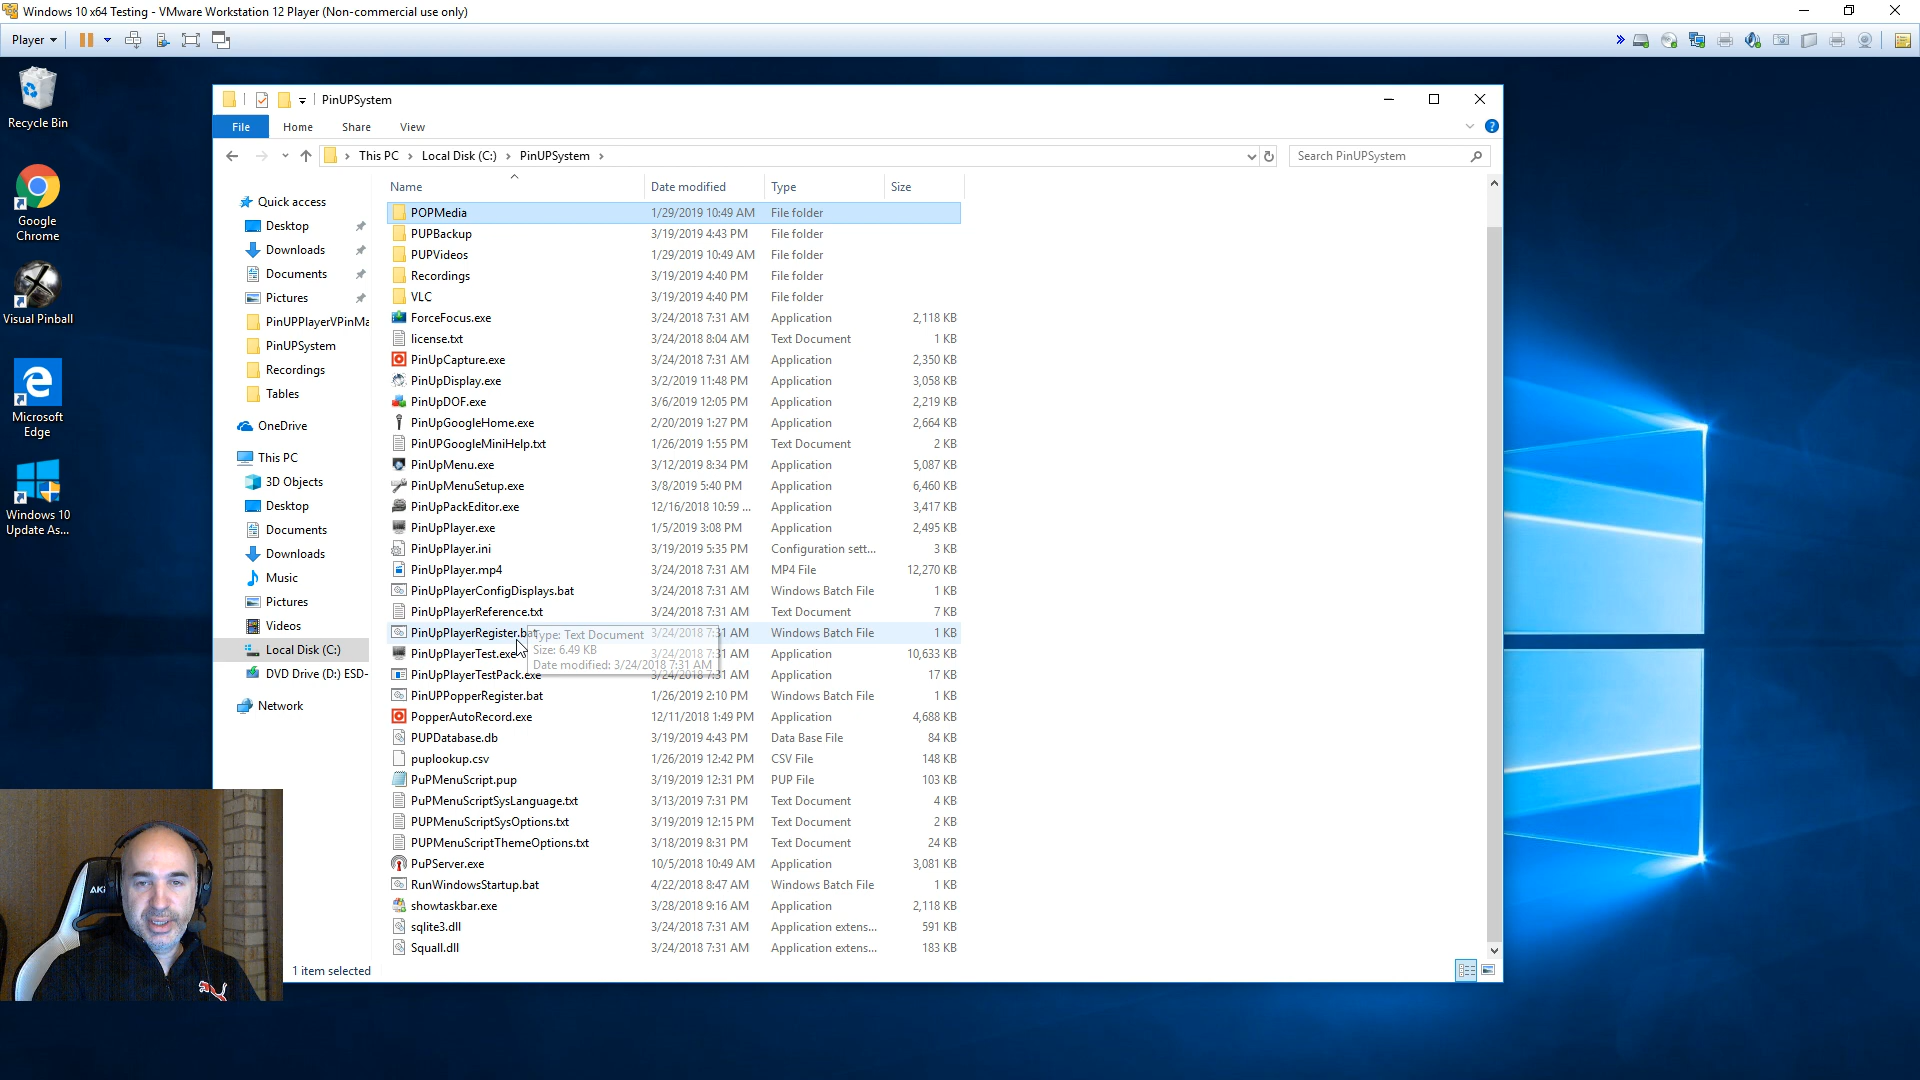 Windows 10 x64 Testing - VMware Workstation 12 Player (Non-commercial use only)
Player
Recycle Bin
Google
Chrome
Visual Pinball
Microsoft
Edge
Windows 10
Update As...
PinUPSystem
File Home Share View
This PC Local Disk (C:) PinUPSystem
Search PinUPSystem
Quick access
Desktop
Downloads
Documents
Pictures
PinUPPlayerVPinMa
PinUPSystem
Recordings
Tables
OneDrive
This PC
3D Objects
Desktop
Documents
Downloads
Music
Pictures
Videos
Local Disk (C:)
DVD Drive (D:) ESD-
Network
Name Date modified Type Size
POPMedia 1/29/2019 10:49 AM File folder
PUPBackup 3/19/2019 4:43 PM File folder
PUPVideos 1/29/2019 10:49 AM File folder
Recordings 3/19/2019 4:40 PM File folder
VLC 3/19/2019 4:40 PM File folder
ForceFocus.exe 3/24/2018 7:31 AM Application 2,118 KB
license.txt 3/24/2018 8:04 AM Text Document 1 KB
PinUpCapture.exe 3/24/2018 7:31 AM Application 2,350 KB
PinUpDisplay.exe 3/2/2019 11:48 PM Application 3,058 KB
PinUpDOF.exe 3/6/2019 12:05 PM Application 2,219 KB
PinUpGoogleHome.exe 2/20/2019 1:27 PM Application 2,664 KB
PinUPGoogleMiniHelp.txt 1/26/2019 1:55 PM Text Document 2 KB
PinUpMenu.exe 3/12/2019 8:34 PM Application 5,087 KB
PinUpMenuSetup.exe 3/8/2019 5:40 PM Application 6,460 KB
PinUpPackEditor.exe 12/16/2018 10:59 ... Application 3,417 KB
PinUpPlayer.exe 1/5/2019 3:08 PM Application 2,495 KB
PinUpPlayer.ini 3/19/2019 5:35 PM Configuration sett... 3 KB
PinUpPlayer.mp4 3/24/2018 7:31 AM MP4 File 12,270 KB
PinUpPlayerConfigDisplays.bat 3/24/2018 7:31 AM Windows Batch File 1 KB
PinUpPlayerReference.txt 3/24/2018 7:31 AM Text Document 7 KB
PinUpPlayerRegister.bat 3/24/2018 7:31 AM Windows Batch File 1 KB
PinUpPlayerTest.exe 3/24/2018 7:31 AM Application 10,633 KB
PinUpPlayerTestPack.exe 3/24/2018 7:31 AM Application 17 KB
Type: Text Document
Size: 6.49 KB
Date modified: 3/24/2018 7:31 AM
PinUPPopperRegister.bat 1/26/2019 2:10 PM Windows Batch File 1 KB
PopperAutoRecord.exe 12/11/2018 1:49 PM Application 4,688 KB
PUPDatabase.db 3/19/2019 4:43 PM Data Base File 84 KB
puplookup.csv 1/26/2019 12:42 PM CSV File 148 KB
PuPMenuScript.pup 3/19/2019 12:31 PM PUP File 103 KB
PuPMenuScriptSysLanguage.txt 3/13/2019 7:31 PM Text Document 4 KB
PUPMenuScriptSysOptions.txt 3/19/2019 12:15 PM Text Document 2 KB
PUPMenuScriptThemeOptions.txt 3/18/2019 8:31 PM Text Document 24 KB
PuPServer.exe 10/5/2018 10:49 AM Application 3,081 KB
RunWindowsStartup.bat 4/22/2018 8:47 AM Windows Batch File 1 KB
showtaskbar.exe 3/28/2018 9:16 AM Application 2,118 KB
sqlite3.dll 3/24/2018 7:31 AM Application extens... 591 KB
Squall.dll 3/24/2018 7:31 AM Application extens... 183 KB
1 item selected